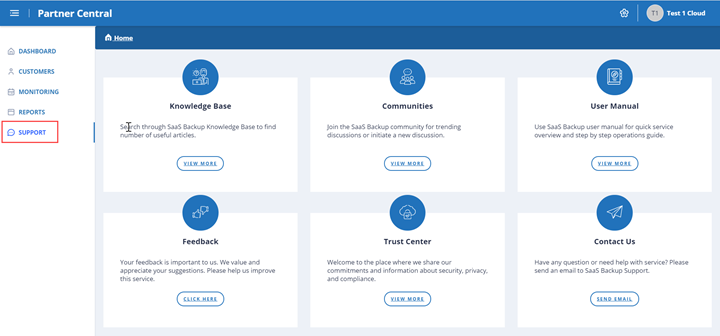 Partner Central
T1
Test 1 Cloud
Home
DASHBOARD
CUSTOMERS
MONITORING
REPORTS
SUPPORT
Knowledge Base
Search through SaaS Backup Knowledge Base to find
number of useful articles.
VIEW MORE
Communities
Join the SaaS Backup community for trending
discussions or initiate a new discussion.
VIEW MORE
User Manual
Use SaaS Backup user manual for quick service
overview and step by step operations guide.
VIEW MORE
Feedback
Your feedback is important to us. We value and
appreciate your suggestions. Please help us improve
this service.
CLICK HERE
Trust Center
Welcome to the place where we share our
commitments and information about security, privacy,
and compliance.
VIEW MORE
Contact Us
Have any question or need help with service? Please
send an email to SaaS Backup Support.
SEND EMAIL